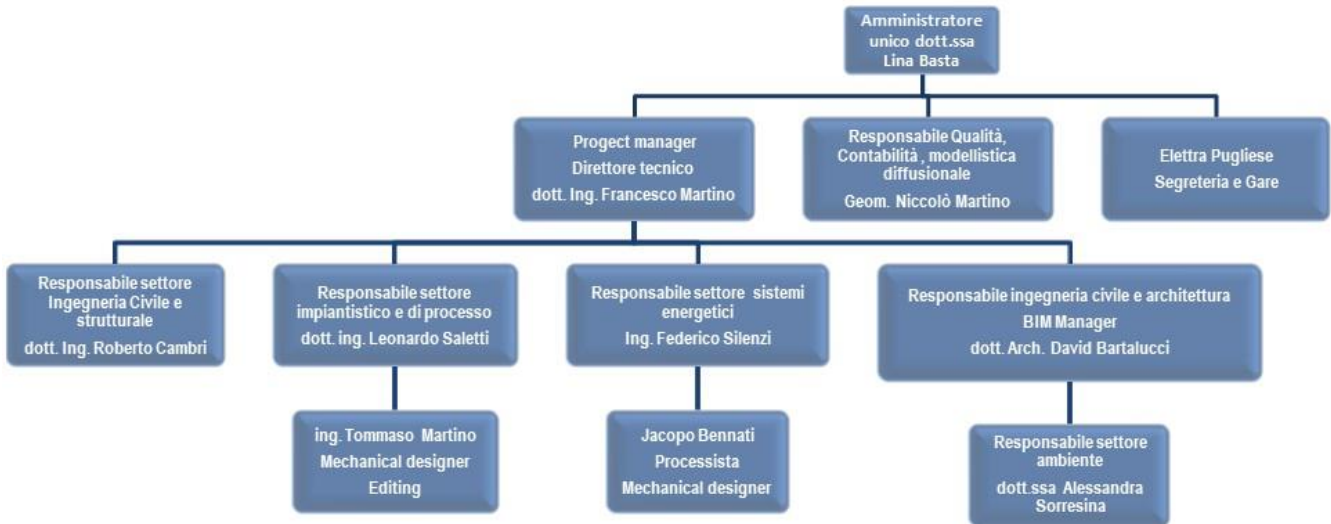 Amministratore
unico dott.ssa
Lina Basta
Progect manager
Direttore tecnico
dott. Ing. Francesco Martino
Responsabile Qualità,
Contabilità , modellistica
diffusionale
Geom. Niccolò Martino
Elettra Pugliese
Segreteria e Gare
Responsabile settore
Ingegneria Civile e
strutturale
dott. Ing. Roberto Cambri
Responsabile settore
impiantistico e di processo
dott. ing. Leonardo Saletti
Responsabile settore sistemi
energetici
Ing. Federico Silenzi
Responsabile ingegneria civile e architettura
BIM Manager
dott. Arch. David Bartalucci
ing. Tommaso Martino
Mechanical designer
Editing
Jacopo Bennati
Processista
Mechanical designer
Responsabile settore
ambiente
dott.ssa Alessandra
Sorresina